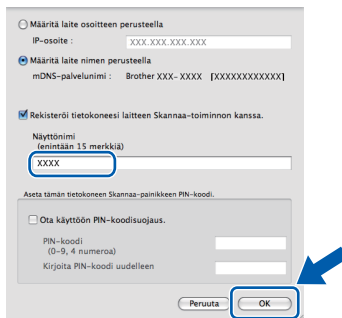 Määritä laite osoitteen perusteella
IP-osoite : XXX.XXX.XXX.XXX
Määritä laite nimen perusteella
mDNS-palvelunimi : Brother XXX- XXXX [XXXXXXXXXXXX]
Rekisteröi tietokoneesi laitteen Skannaa-toiminnon kanssa.
Näyttönimi
(enintään 15 merkkiä)
XXXX
Aseta tämän tietokoneen Skannaa-painikkeen PIN-koodi.
Ota käyttöön PIN-koodisuojaus.
PIN-koodi
(0-9, 4 numeroa)
Kirjoita PIN-koodi uudelleen
Peruuta OK